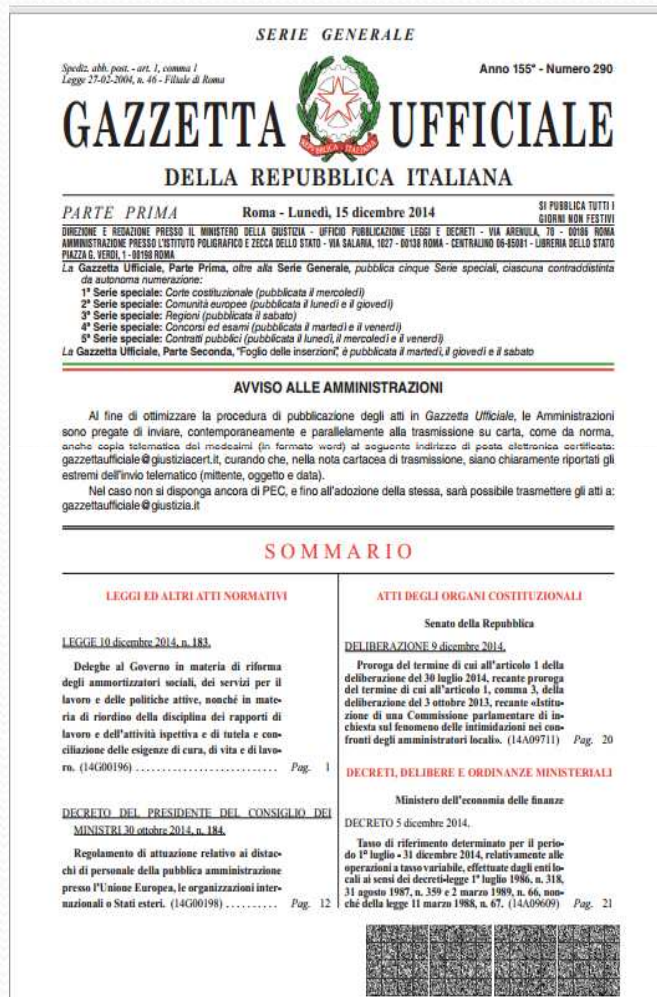 SERIE GENERALE
Spediz. abb. post. - art. 1, comma 1
Legge 27-02-2004, n. 46 - Filiale di Roma
Anno 155° - Numero 290
GAZZETTA UFFICIALE
REPVBBLICA ITALIANA
DELLA REPUBBLICA ITALIANA
PARTE PRIMA
Roma - Lunedì, 15 dicembre 2014
SI PUBBLICA TUTTI I
GIORNI NON FESTIVI
DIREZIONE E REDAZIONE PRESSO IL MINISTERO DELLA GIUSTIZIA - UFFICIO PUBBLICAZIONE LEGGI E DECRETI - VIA ARENULA, 70 - 00186 ROMA
AMMINISTRAZIONE PRESSO L'ISTITUTO POLIGRAFICO E ZECCA DELLO STATO - VIA SALARIA, 1027 - 00138 ROMA - CENTRALINO 06-85081 - LIBRERIA DELLO STATO
PIAZZA G. VERDI, 1 - 00198 ROMA
La Gazzetta Ufficiale, Parte Prima, oltre alla Serie Generale, pubblica cinque Serie speciali, ciascuna contraddistinta
da autonoma numerazione:
1ª Serie speciale: Corte costituzionale (pubblicata il mercoledì)
2ª Serie speciale: Comunità europee (pubblicata il lunedì e il giovedì)
3ª Serie speciale: Regioni (pubblicata il sabato)
4ª Serie speciale: Concorsi ed esami (pubblicata il martedì e il venerdì)
5ª Serie speciale: Contratti pubblici (pubblicata il lunedì, il mercoledì e il venerdì)
La Gazzetta Ufficiale, Parte Seconda, "Foglio delle inserzioni", è pubblicata il martedì, il giovedì e il sabato
AVVISO ALLE AMMINISTRAZIONI
Al fine di ottimizzare la procedura di pubblicazione degli atti in Gazzetta Ufficiale, le Amministrazioni
sono pregate di inviare, contemporaneamente e parallelamente alla trasmissione su carta, come da norma,
anche copia telematica dei medesimi (in formato word) al seguente indirizzo di posta elettronica certificata:
gazzettaufficiale@giustiziacert.it, curando che, nella nota cartacea di trasmissione, siano chiaramente riportati gli
estremi dell'invio telematico (mittente, oggetto e data).
Nel caso non si disponga ancora di PEC, e fino all'adozione della stessa, sarà possibile trasmettere gli atti a:
gazzettaufficiale@giustizia.it
SOMMARIO
LEGGI ED ALTRI ATTI NORMATIVI
LEGGE 10 dicembre 2014, n. 183.
Deleghe al Governo in materia di riforma
degli ammortizzatori sociali, dei servizi per il
lavoro e delle politiche attive, nonché in mate-
ria di riordino della disciplina dei rapporti di
lavoro e dell'attività ispettiva e di tutela e con-
ciliazione delle esigenze di cura, di vita e di lavo-
ro. (14G00196) ........................... Pag. 1
DECRETO DEL PRESIDENTE DEL CONSIGLIO DEI
MINISTRI 30 ottobre 2014, n. 184.
Regolamento di attuazione relativo ai distac-
chi di personale della pubblica amministrazione
presso l'Unione Europea, le organizzazioni inter-
nazionali o Stati esteri. (14G00198) .......... Pag. 12
ATTI DEGLI ORGANI COSTITUZIONALI
Senato della Repubblica
DELIBERAZIONE 9 dicembre 2014.
Proroga del termine di cui all'articolo 1 della
deliberazione del 30 luglio 2014, recante proroga
del termine di cui all'articolo 1, comma 3, della
deliberazione del 3 ottobre 2013, recante «Istitu-
zione di una Commissione parlamentare di in-
chiesta sul fenomeno delle intimidazioni nei con-
fronti degli amministratori locali». (14A09711) Pag. 20
DECRETI, DELIBERE E ORDINANZE MINISTERIALI
Ministero dell'economia delle finanze
DECRETO 5 dicembre 2014.
Tasso di riferimento determinato per il perio-
do 1° luglio - 31 dicembre 2014, relativamente alle
operazioni a tasso variabile, effettuate dagli enti lo-
cali ai sensi dei decreti-legge 1° luglio 1986, n. 318,
31 agosto 1987, n. 359 e 2 marzo 1989, n. 66, non-
ché della legge 11 marzo 1988, n. 67. (14A09609) Pag. 21